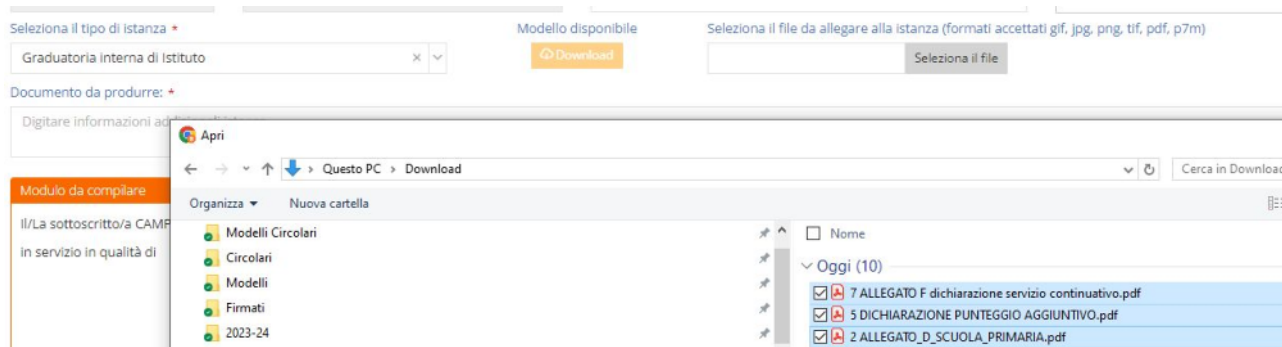 Seleziona il tipo di istanza *
Modello disponibile
Seleziona il file da allegare alla istanza (formati accettati gif, jpg, png, tif, pdf, p7m)
Graduatoria interna di Istituto
Download
Seleziona il file
Documento da produrre: *
Digitare informazioni
Apri
Questo PC > Download
Cerca in Download
Modulo da compilare
Organizza
Nuova cartella
Il/La sottoscritto/a CAMP
in servizio in qualità di
Modelli Circolari
Circolari
Modelli
Firmati
2023-24
Nome
Oggi (10)
7 ALLEGATO F dichiarazione servizio continuativo.pdf
5 DICHIARAZIONE PUNTEGGIO AGGIUNTIVO.pdf
2 ALLEGATO_D_SCUOLA_PRIMARIA.pdf